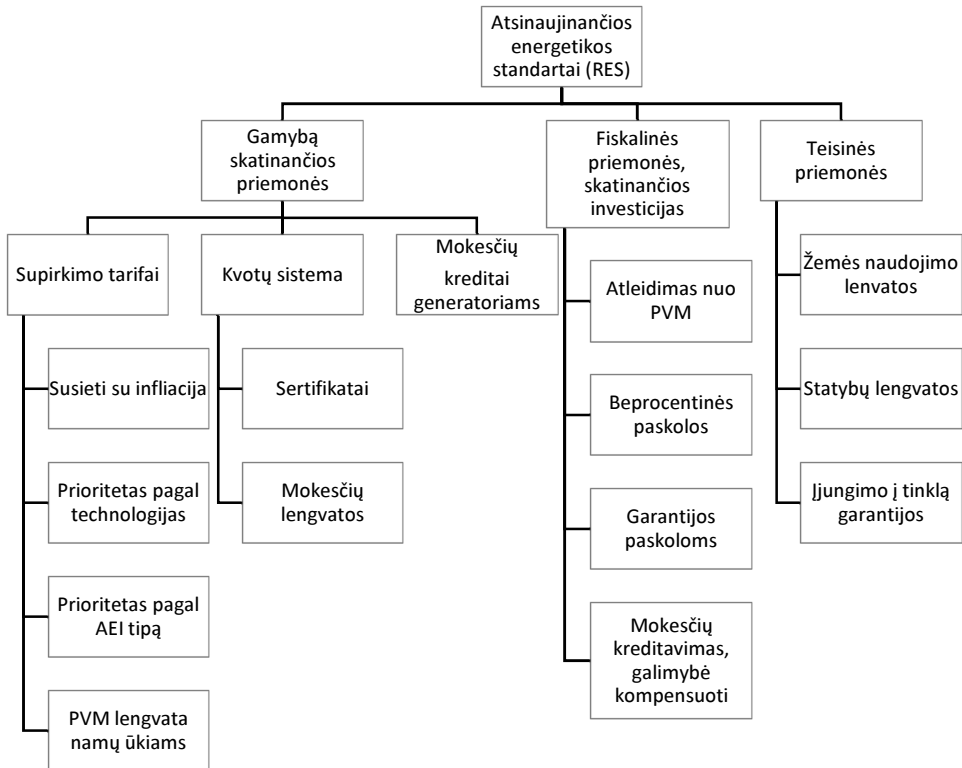 Atsinaujinančios
energetikos
standartai (RES)
Gamybą
skatinančios
priemonės
Fiskalinės
priemonės,
skatinančios
investicijas
Teisinės
priemonės
Supirkimo tarifai
Kvotų sistema
Mokesčių
kreditai
generatoriams
Susieti su infliacija
Prioritetas pagal
technologijas
Prioritetas pagal
AEI tipą
PVM lengvata
namų ūkiams
Sertifikatai
Mokesčių
lengvatos
Atleidimas nuo
PVM
Beprocentinės
paskolos
Garantijos
paskoloms
Mokesčių
kreditavimas,
galimybė
kompensuoti
Žemės naudojimo
lenvatos
Statybų lengvatos
Įjungimo į tinklą
garantijos